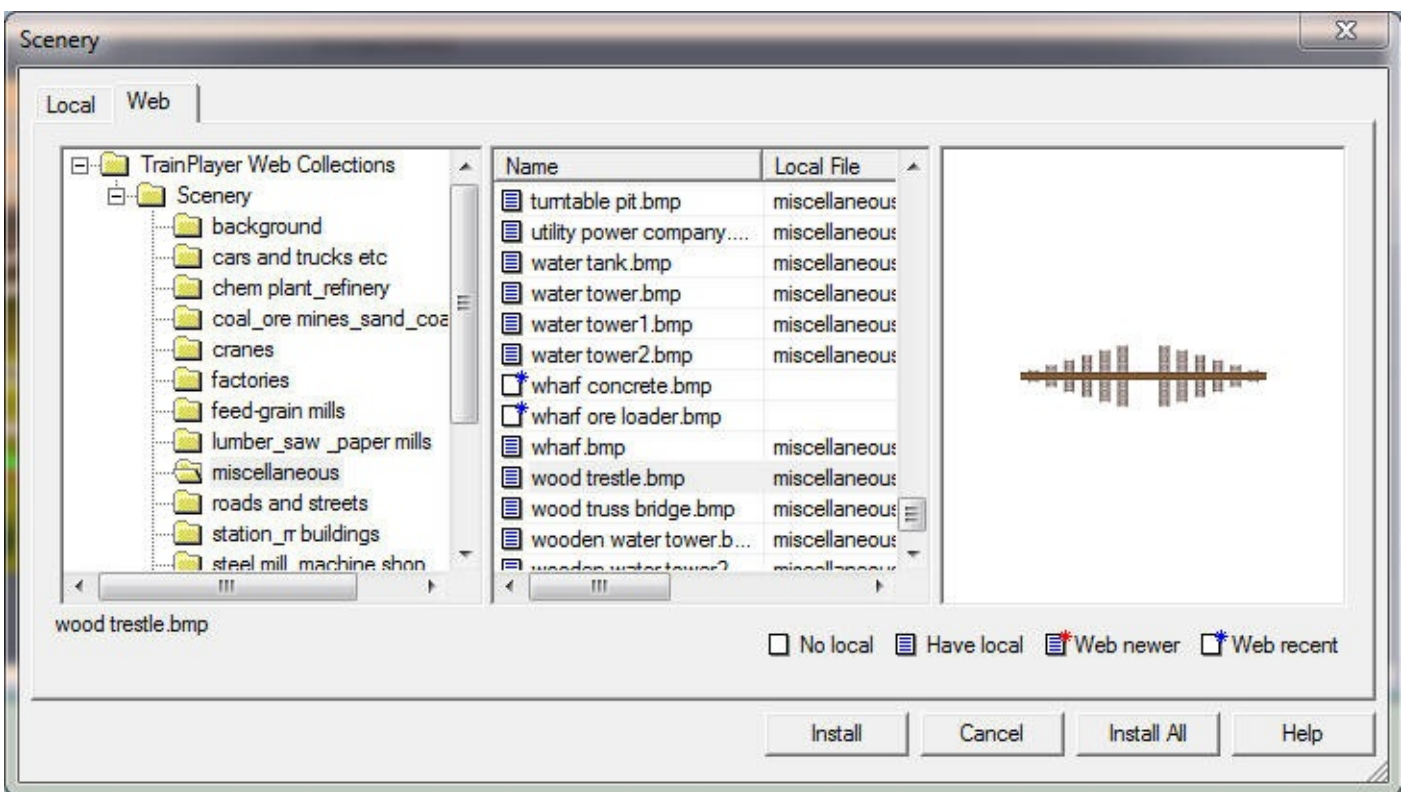 Scenery
Local Web
TrainPlayer Web Collections
Scenery
background
cars and trucks etc
chem plant_refinery
coal_ore mines_sand_coa
cranes
factories
feed-grain mills
lumber_saw _paper mills
miscellaneous
roads and streets
station_rr buildings
steel mill_machine shop
Name Local File
turntable pit.bmp miscellaneous
utility power company.... miscellaneous
water tank.bmp miscellaneous
water tower.bmp miscellaneous
water tower1.bmp miscellaneous
water tower2.bmp miscellaneous
wharf concrete.bmp
wharf ore loader.bmp
wharf.bmp miscellaneous
wood trestle.bmp miscellaneous
wood truss bridge.bmp miscellaneous
wooden water tower.b... miscellaneous
wooden water tower2 miscellaneous
wood trestle.bmp
No local Have local Web newer Web recent
Install Cancel Install All Help